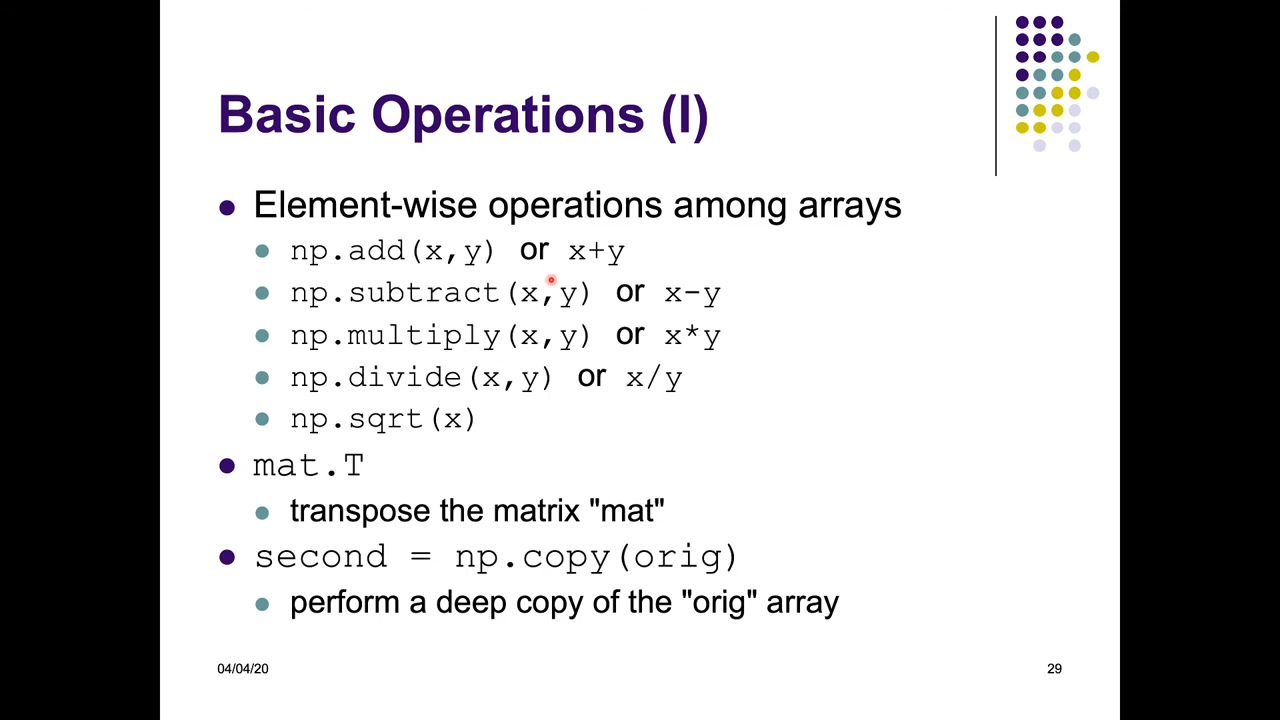 Basic Operations (I)
Element-wise operations among arrays
np.add(x,y) or x+y
np.subtract(x,y) or x-y
np.multiply(x,y) or x*y
np.divide(x,y) or x/y
np.sqrt(x)
mat.T
transpose the matrix "mat"
second = np.copy(orig)
perform a deep copy of the "orig" array
04/04/20
29